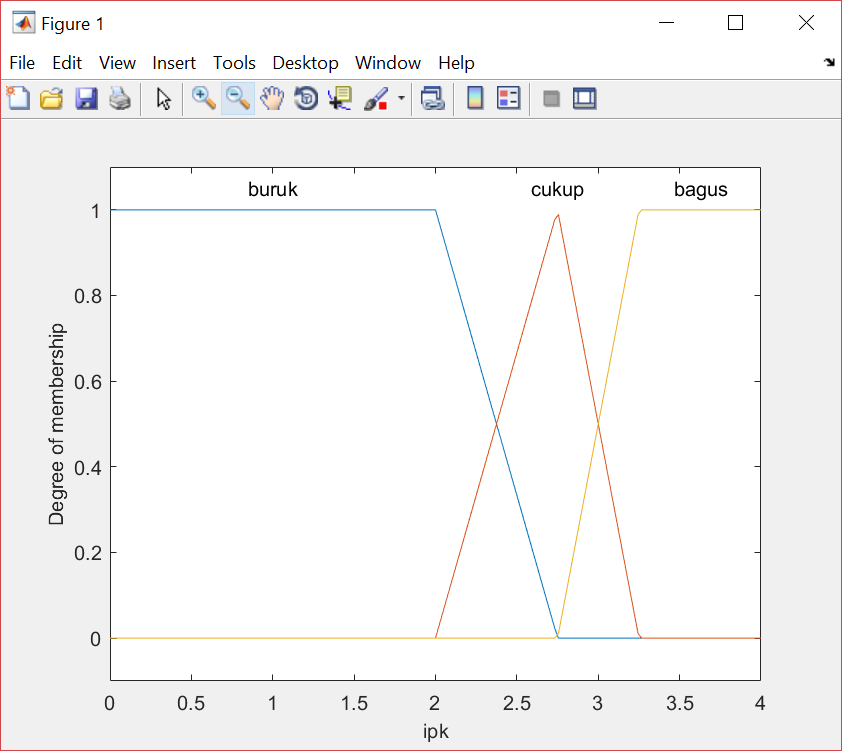 Figure 1
File Edit View Insert Tools Desktop Window Help
buruk cukup bagus
1
0.8
0.6
0.4
0.2
0
Degree of membership
0 0.5 1 1.5 2 2.5 3 3.5 4
ipk